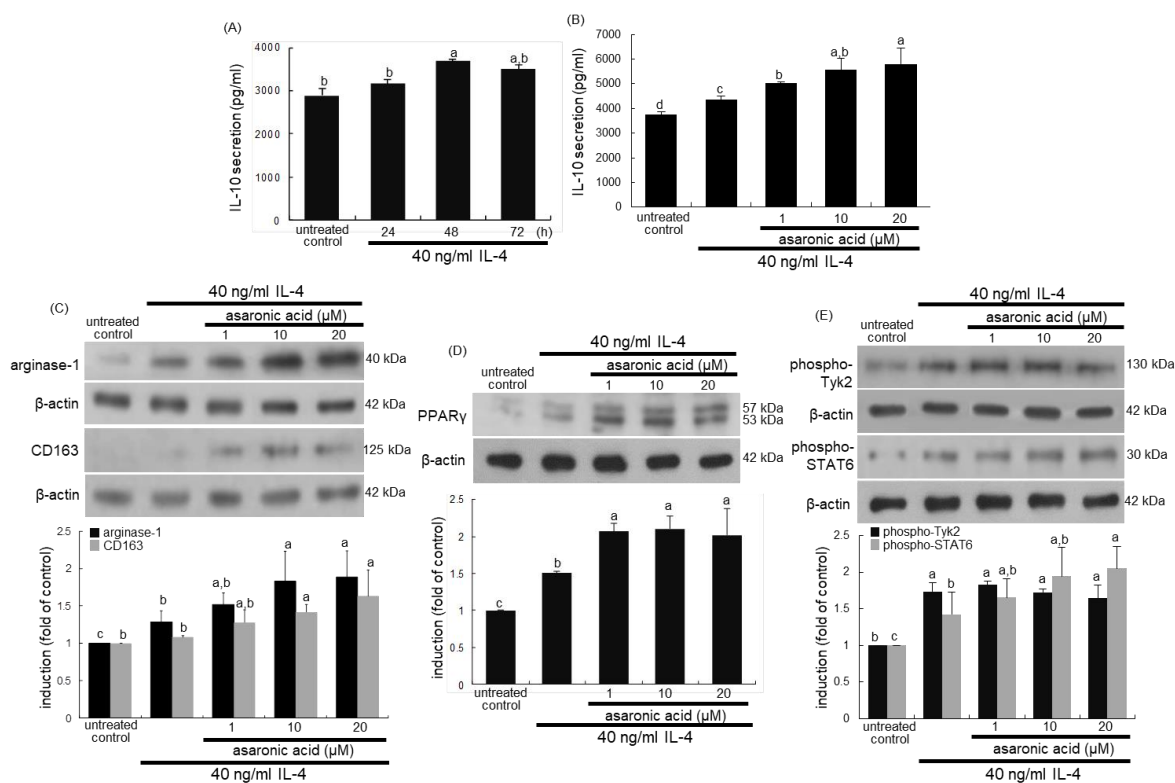 (A)
IL-10 secretion (pg/ml)
4000
3000
2000
1000
0
b b a a,b
untreated
control
24 48 72 (h)
40 ng/ml IL-4
(B)
IL-10 secretion (pg/ml)
7000
6000
5000
4000
3000
2000
1000
0
d c b a,b a
untreated
control
1 10 20
asaronic acid (μM)
40 ng/ml IL-4
(C)
40 ng/ml IL-4
untreated
control
asaronic acid (μM)
1 10 20
arginase-1 40 kDa
β-actin 42 kDa
CD163 125 kDa
β-actin 42 kDa
arginase-1
CD163
induction (fold of control)
2.5
2
1.5
1
0.5
0
c b b b a,b a,b a a a a
untreated
control
1 10 20
asaronic acid (μM)
40 ng/ml IL-4
(D)
40 ng/ml IL-4
untreated
control
asaronic acid (μM)
1 10 20
PPARγ 57 kDa
53 kDa
β-actin 42 kDa
induction (fold of control)
2.5
2
1.5
1
0.5
0
c b a a a
untreated
control
1 10 20
asaronic acid (μM)
40 ng/ml IL-4
(E)
40 ng/ml IL-4
untreated
control
asaronic acid (μM)
1 10 20
phospho-
Tyk2 130 kDa
β-actin 42 kDa
phospho-
STAT6 30 kDa
β-actin 42 kDa
phospho-Tyk2
phospho-STAT6
induction (fold of control)
2.5
2
1.5
1
0.5
0
b c a b a a,b a a,b a a
untreated
control
1 10 20
asaronic acid (μM)
40 ng/ml IL-4